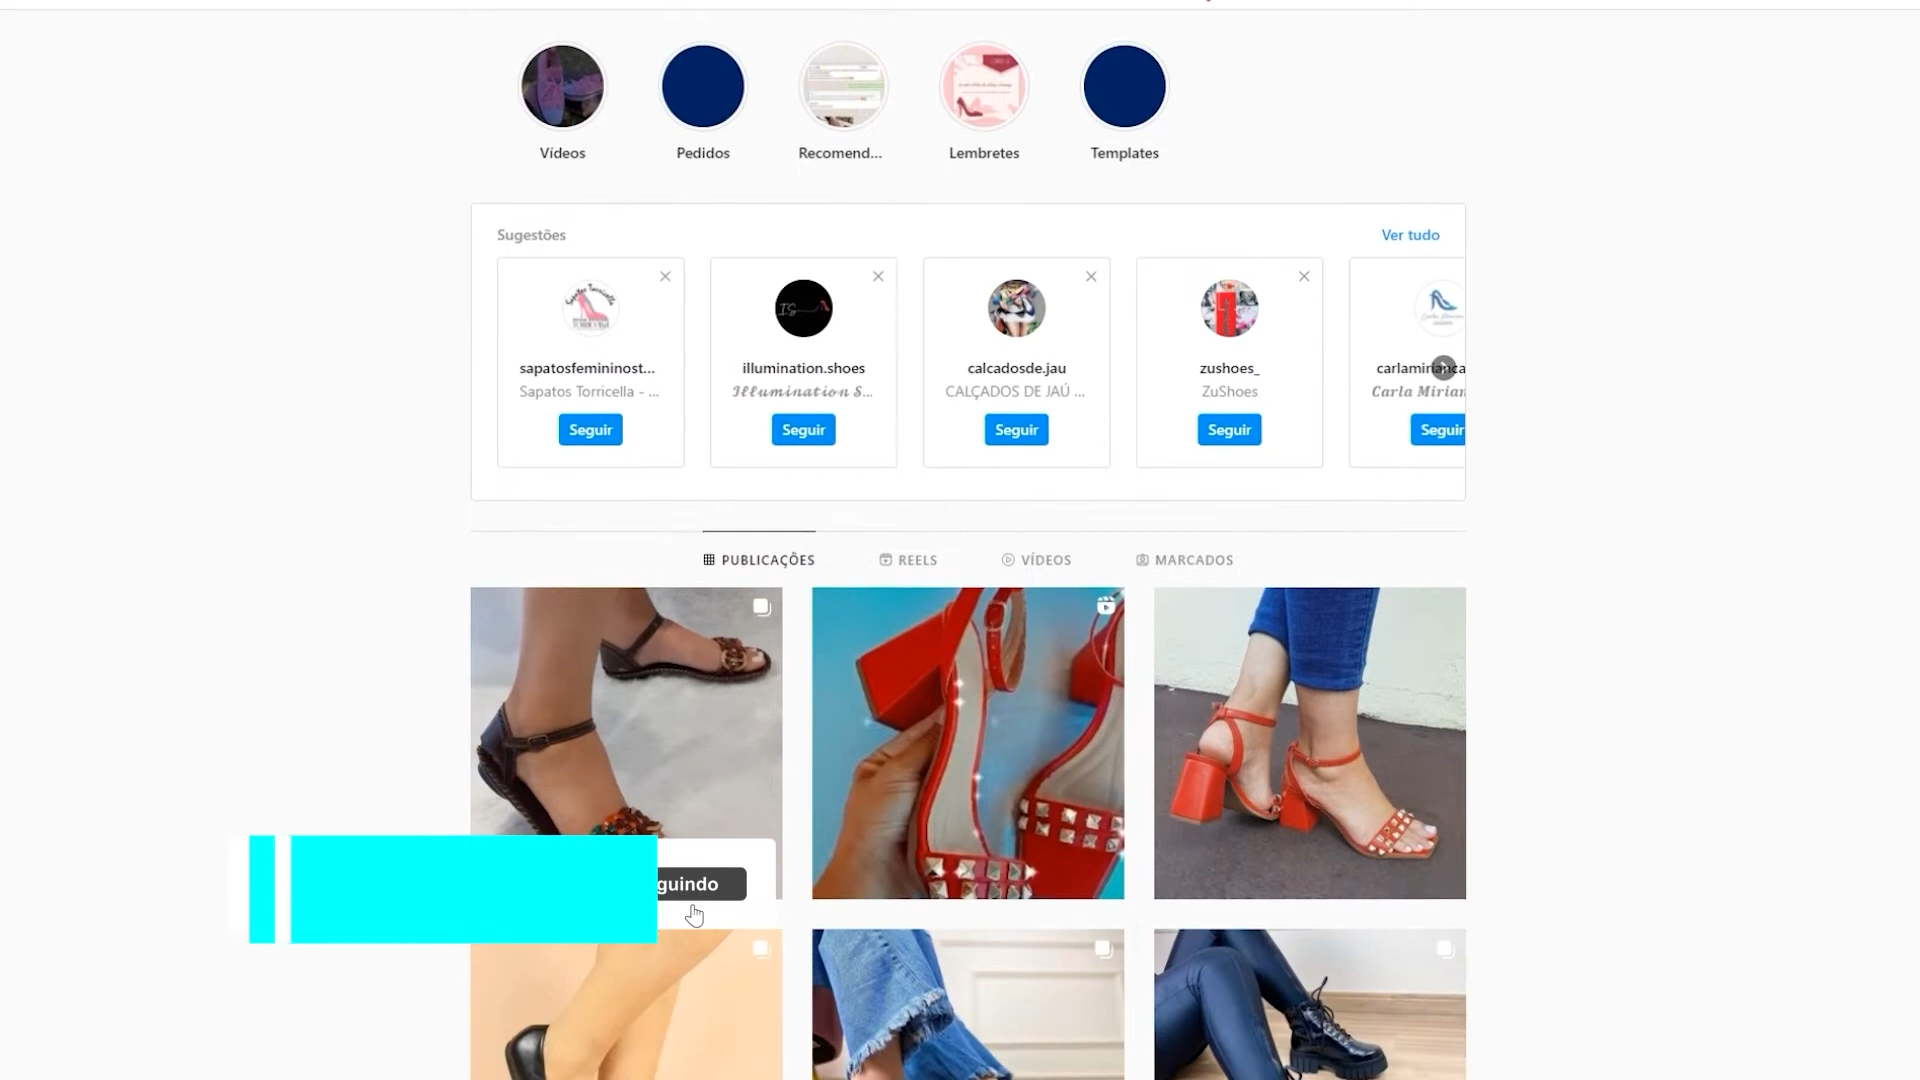 Vídeos
Pedidos
Recomend...
Lembretes
Templates
Sugestões
Ver tudo
sapatosfemininost...
illumination.shoes
calcadosde.jau
zushoes_
carlamirianca
Sapatos Torricella - ...
Illumination S...
CALÇADOS DE JAÚ ...
ZuShoes
Carla Mirian
Seguir
Seguir
Seguir
Seguir
Seguir
PUBLICAÇÕES
REELS
VÍDEOS
MARCADOS
guindo